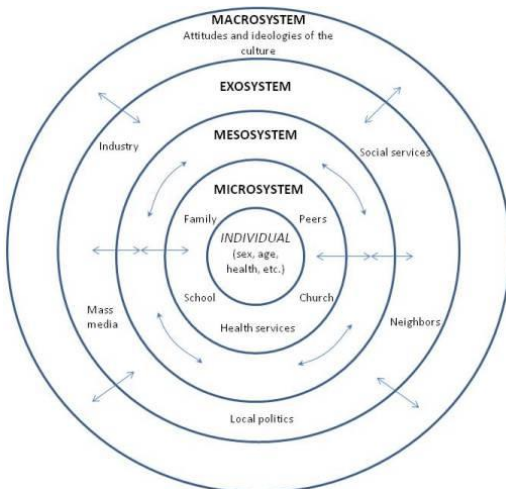 MACROSYSTEM
Attitudes and ideologies of the
culture
EXOSYSTEM
MESOSYSTEM
Industry
Social services
MICROSYSTEM
Family
Peers
INDIVIDUAL
(sex, age,
health, etc.)
School
Church
Mass
media
Health services
Neighbors
Local politics